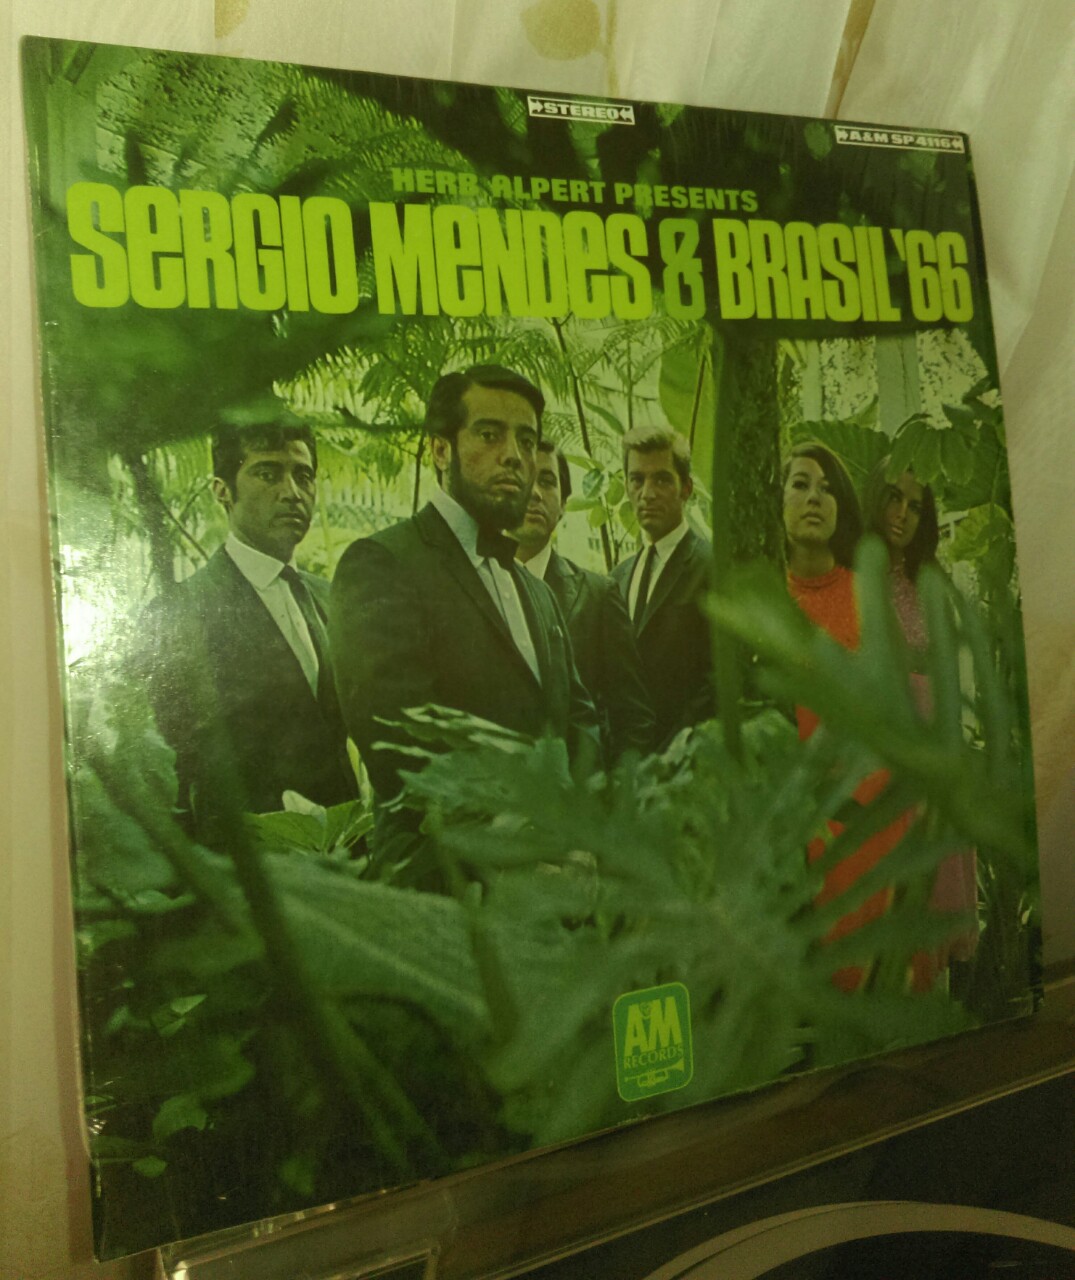 STEREO
A&M SP 4116
HERB ALPERT PRESENTS
SERGIO MENDES & BRASIL '66
A&M
RECORDS